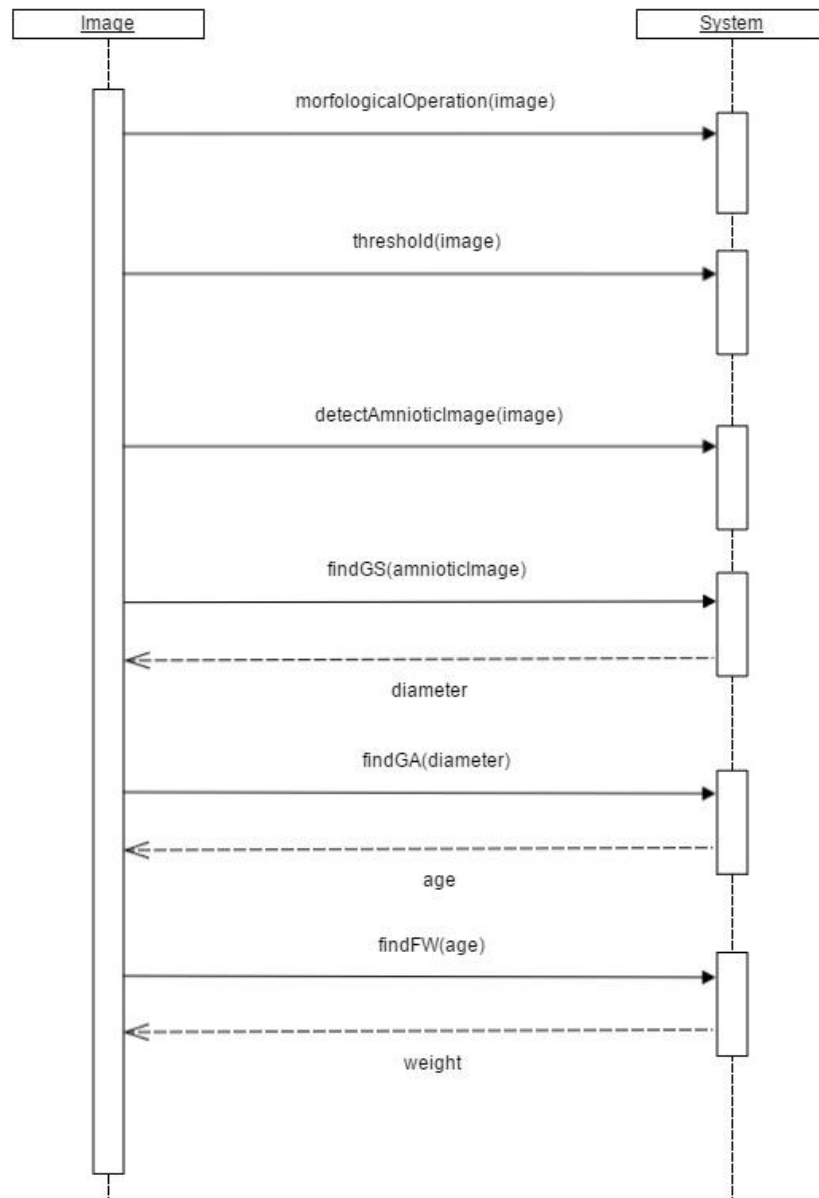 Image
System
morfologicalOperation(image)
threshold(image)
detectAmnioticImage(image)
findGS(amnioticImage)
diameter
findGA(diameter)
age
findFW(age)
weight